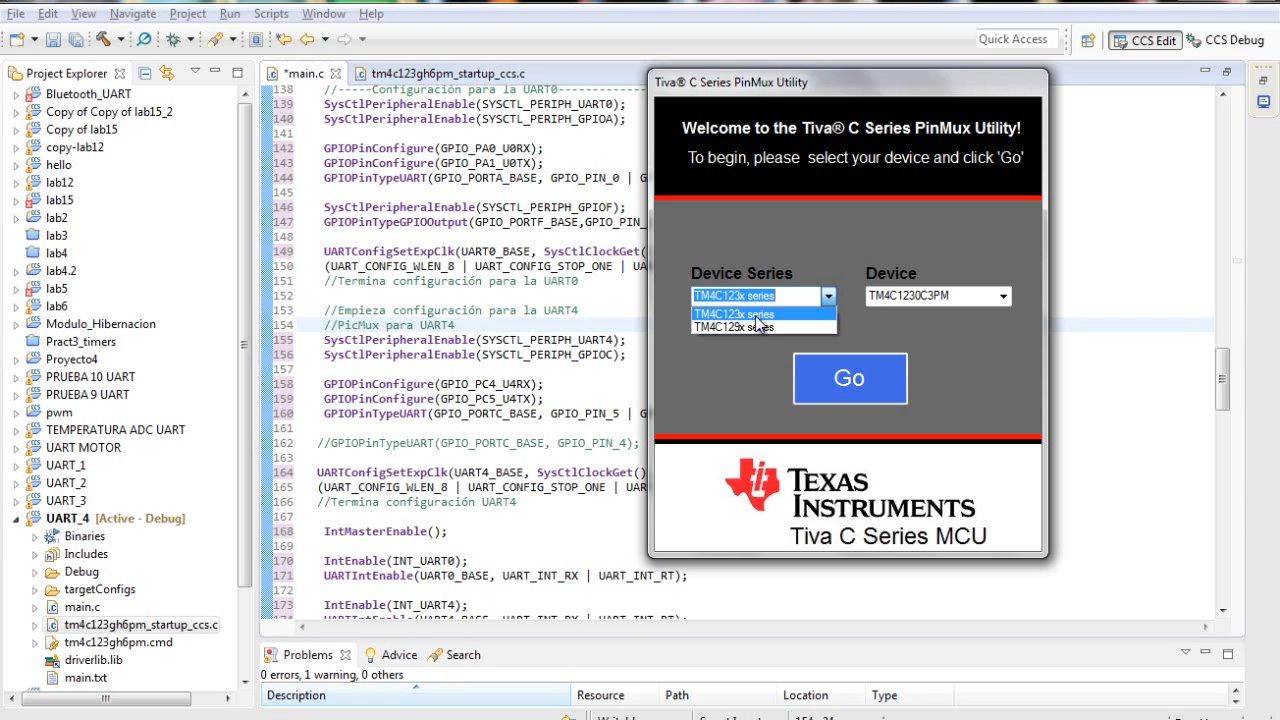 File Edit View Navigate Project Run Scripts Window Help
Quick Access
CCS Edit
CCS Debug
Project Explorer
Bluetooth_UART
Copy of Copy of lab15_2
Copy of lab15
copy-lab12
hello
lab12
lab15
lab2
lab3
lab4
lab4.2
lab5
lab6
Modulo_Hibernacion
Pract3_timers
Proyecto4
PRUEBA 10 UART
PRUEBA 9 UART
pwm
TEMPERATURA ADC UART
UART MOTOR
UART_1
UART_2
UART_3
UART_4 [Active - Debug]
Binaries
Includes
Debug
targetConfigs
main.c
tm4c123gh6pm_startup_ccs.c
tm4c123gh6pm.cmd
driverlib.lib
main.txt
*main.c
tm4c123gh6pm_startup_ccs.c
138 //-----Configuración para la UART0-------------
139 SysCtlPeripheralEnable(SYSCTL_PERIPH_UART0);
140 SysCtlPeripheralEnable(SYSCTL_PERIPH_GPIOA);
141
142 GPIOPinConfigure(GPIO_PA0_U0RX);
143 GPIOPinConfigure(GPIO_PA1_U0TX);
144 GPIOPinTypeUART(GPIO_PORTA_BASE, GPIO_PIN_0 | G
145
146 SysCtlPeripheralEnable(SYSCTL_PERIPH_GPIOF);
147 GPIOPinTypeGPIOOutput(GPIO_PORTF_BASE,GPIO_PIN_
148
149 UARTConfigSetExpClk(UART0_BASE, SysCtlClockGet(
150 (UART_CONFIG_WLEN_8 | UART_CONFIG_STOP_ONE | UA
151 //Termina configuración para la UART0
152
153 //Empieza configuración para la UART4
154 //PicMux para UART4
155 SysCtlPeripheralEnable(SYSCTL_PERIPH_UART4);
156 SysCtlPeripheralEnable(SYSCTL_PERIPH_GPIOC);
157
158 GPIOPinConfigure(GPIO_PC4_U4RX);
159 GPIOPinConfigure(GPIO_PC5_U4TX);
160 GPIOPinTypeUART(GPIO_PORTC_BASE, GPIO_PIN_5 | G
161
162 //GPIOPinTypeUART(GPIO_PORTC_BASE, GPIO_PIN_4);
163
164 UARTConfigSetExpClk(UART4_BASE, SysCtlClockGet()
165 (UART_CONFIG_WLEN_8 | UART_CONFIG_STOP_ONE | UA
166 //Termina configuración UART4
167
168 IntMasterEnable();
169
170 IntEnable(INT_UART0);
171 UARTIntEnable(UART0_BASE, UART_INT_RX | UART_INT_RT);
172
173 IntEnable(INT_UART4);
Tiva® C Series PinMux Utility
Welcome to the Tiva® C Series PinMux Utility!
To begin, please select your device and click 'Go'
Device Series
Device
TM4C123x series
TM4C1230C3PM
TM4C123x series
TM4C129x series
Go
TEXAS
INSTRUMENTS
Tiva C Series MCU
Problems
Advice
Search
0 errors, 1 warning, 0 others
Description Resource Path Location Type